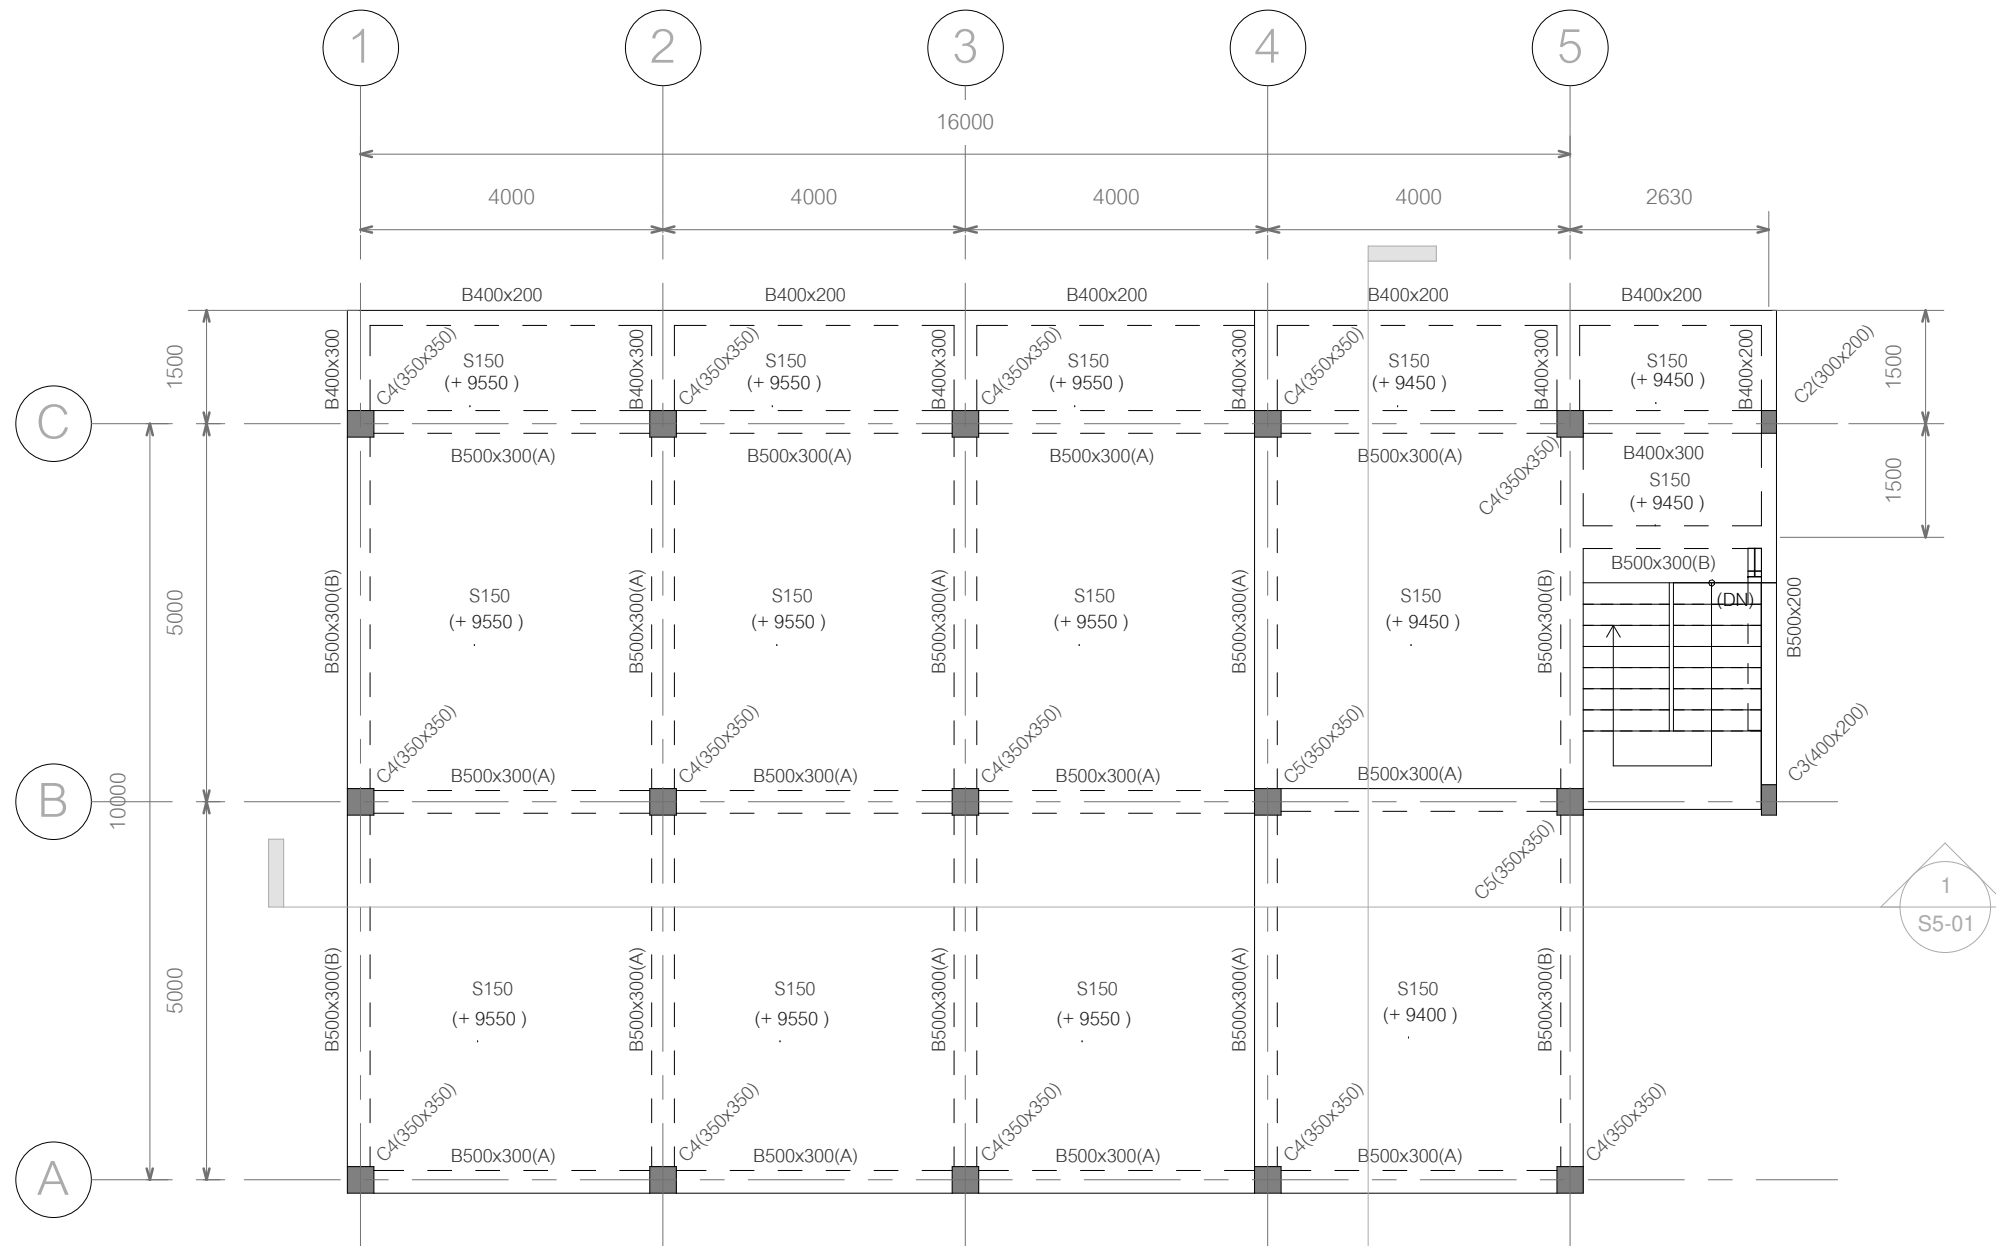 1
2
3
4
5
16000
4000
4000
4000
4000
2630
B400x200
B400x200
B400x200
B400x200
B400x200
1500
B400x300
C4(350x350)
S150
(+ 9550 )
B400x300
C4(350x350)
S150
(+ 9550 )
B400x300
C4(350x350)
S150
(+ 9550 )
B400x300
C4(350x350)
S150
(+ 9450 )
B400x300
S150
(+ 9450 )
B400x200
C2(300x200)
1500
C
B500x300(A)
B500x300(A)
B500x300(A)
B500x300(A)
C4(350x350)
B400x300
S150
(+ 9450 )
1500
5000
B500x300(B)
S150
(+ 9550 )
B500x300(A)
S150
(+ 9550 )
B500x300(A)
S150
(+ 9550 )
B500x300(A)
S150
(+ 9450 )
B500x300(B)
B500x300(B)
(DN)
B500x200
C4(350x350)
C4(350x350)
C4(350x350)
C5(350x350)
C3(400x200)
B
10000
B500x300(A)
B500x300(A)
B500x300(A)
B500x300(A)
C5(350x350)
1
S5-01
5000
B500x300(B)
S150
(+ 9550 )
B500x300(A)
S150
(+ 9550 )
B500x300(A)
S150
(+ 9550 )
B500x300(A)
S150
(+ 9400 )
B500x300(B)
C4(350x350)
C4(350x350)
C4(350x350)
C4(350x350)
C4(350x350)
A
B500x300(A)
B500x300(A)
B500x300(A)
B500x300(A)